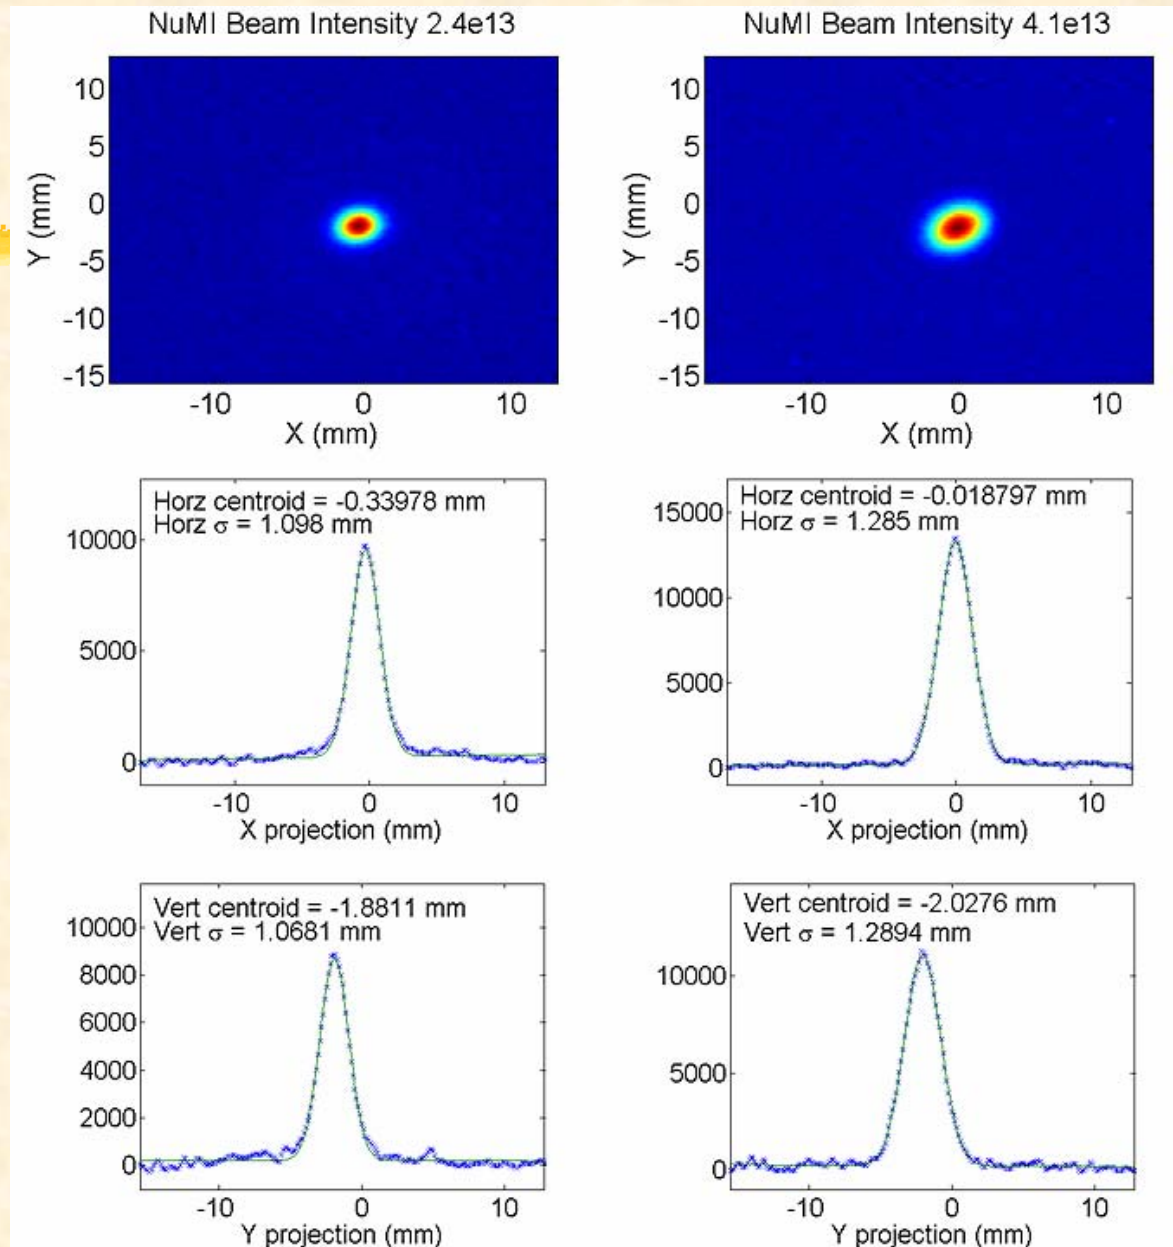 NuMI Beam Intensity 2.4e13
10
5
0
-5
-10
-15
Y (mm)
-10 0 10
X (mm)
NuMI Beam Intensity 4.1e13
10
5
0
-5
-10
-15
Y (mm)
-10 0 10
X (mm)
Horz centroid = -0.33978 mm
Horz σ = 1.098 mm
10000
5000
0
-10 0 10
X projection (mm)
Horz centroid = -0.018797 mm
Horz σ = 1.285 mm
15000
10000
5000
0
-10 0 10
X projection (mm)
Vert centroid = -1.8811 mm
Vert σ = 1.0681 mm
10000
8000
6000
4000
2000
0
-10 0 10
Y projection (mm)
Vert centroid = -2.0276 mm
Vert σ = 1.2894 mm
10000
5000
0
-10 0 10
Y projection (mm)